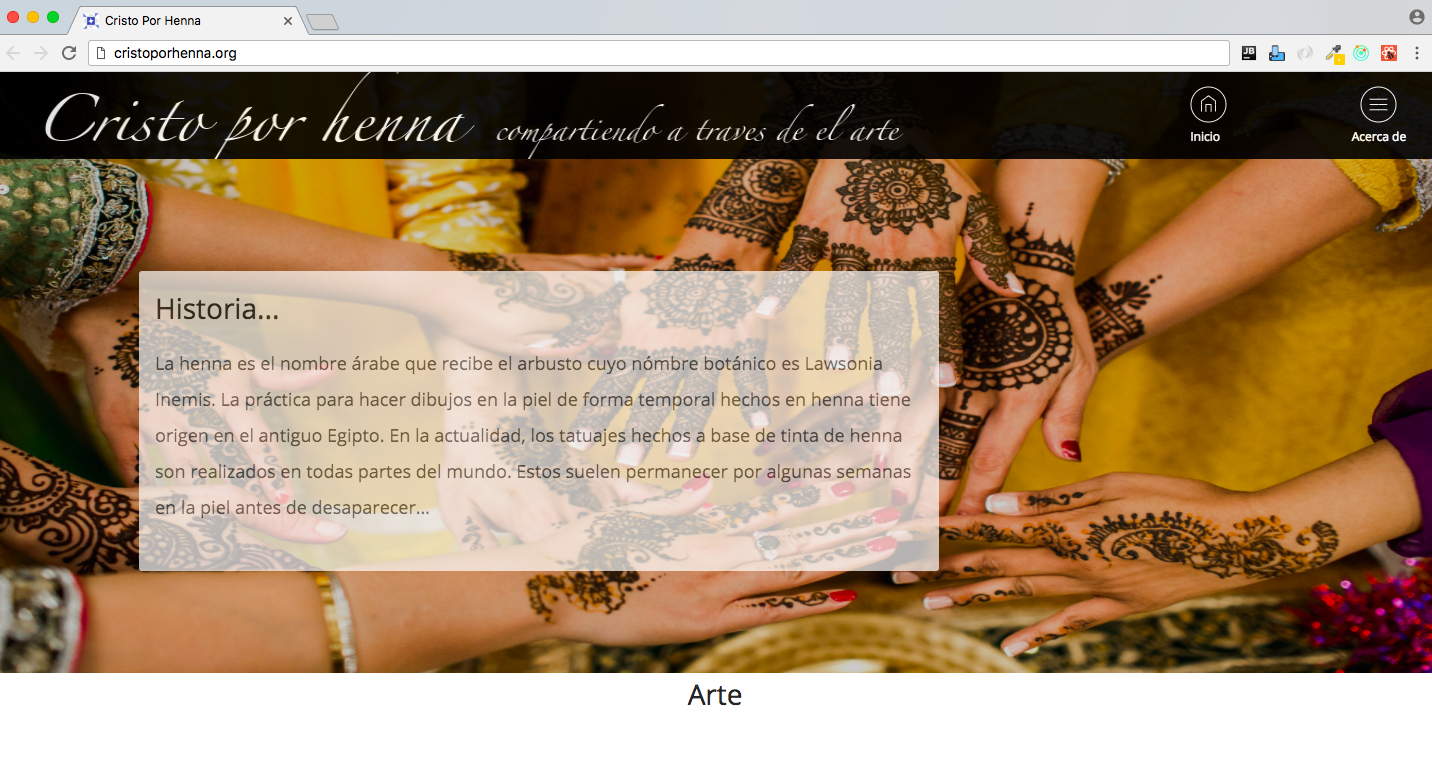 Cristo Por Henna
cristoporhenna.org
JB
Cristo por henna compartiendo a traves de el arte
Inicio
Acerca de
Historia...
La henna es el nombre árabe que recibe el arbusto cuyo nómbre botánico es Lawsonia
Inemis. La práctica para hacer dibujos en la piel de forma temporal hechos en henna tiene
origen en el antiguo Egipto. En la actualidad, los tatuajes hechos a base de tinta de henna
son realizados en todas partes del mundo. Estos suelen permanecer por algunas semanas
en la piel antes de desaparecer...
Arte